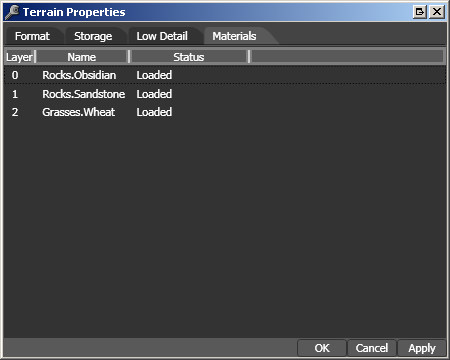 Terrain Properties
Format Storage Low Detail Materials
Layer Name Status
0 Rocks.Obsidian Loaded
1 Rocks.Sandstone Loaded
2 Grasses.Wheat Loaded
OK Cancel Apply